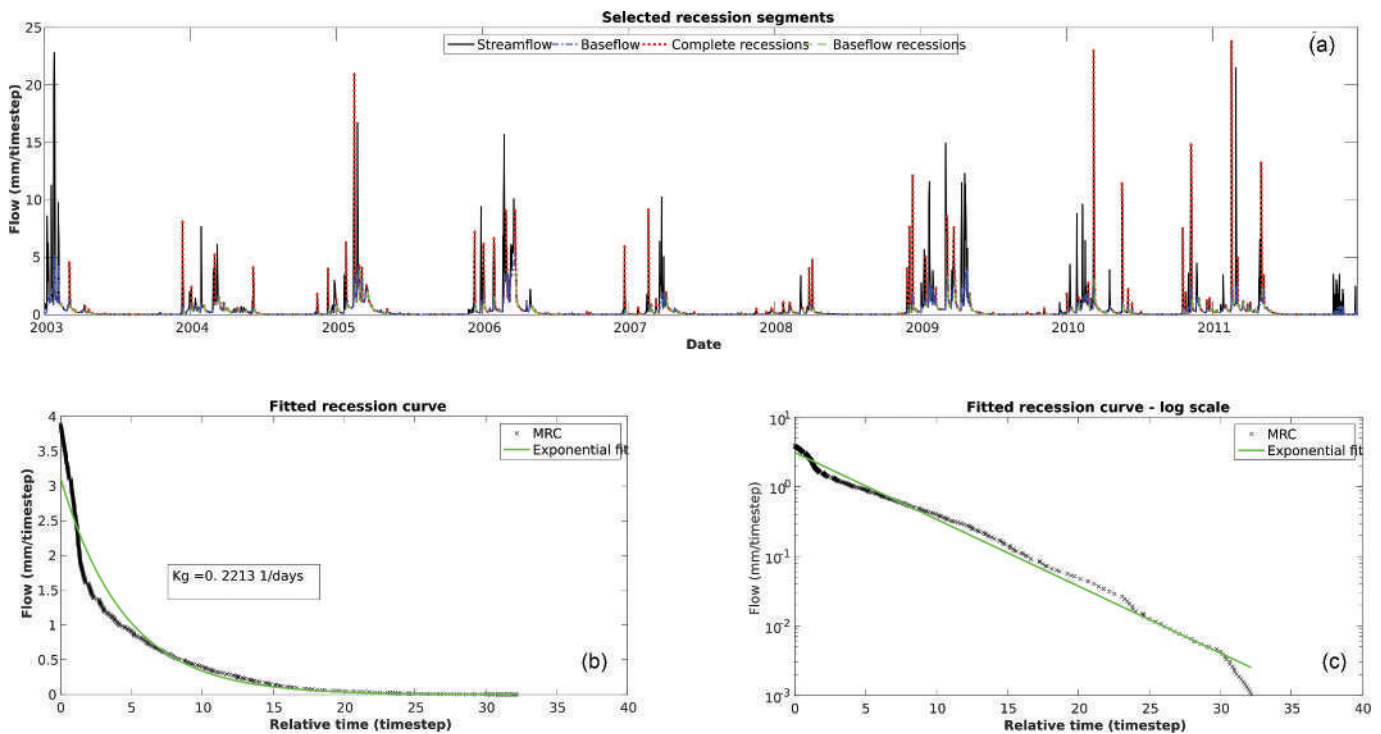 Selected recession segments
Streamflow Baseflow Complete recessions Baseflow recessions
(a)
25
20
15
10
5
0
Flow (mm/timestep)
2003 2004 2005 2006 2007 2008 2009 2010 2011
Date
Fitted recession curve
MRC
Exponential fit
4
3.5
3
2.5
2
1.5
1
0.5
0
Flow (mm/timestep)
Kg =0. 2213 1/days
(b)
0 5 10 15 20 25 30 35 40
Relative time (timestep)
Fitted recession curve - log scale
MRC
Exponential fit
10^1
10^0
10^-1
10^-2
10^-3
Flow (mm/timestep)
(c)
0 5 10 15 20 25 30 35 40
Relative time (timestep)